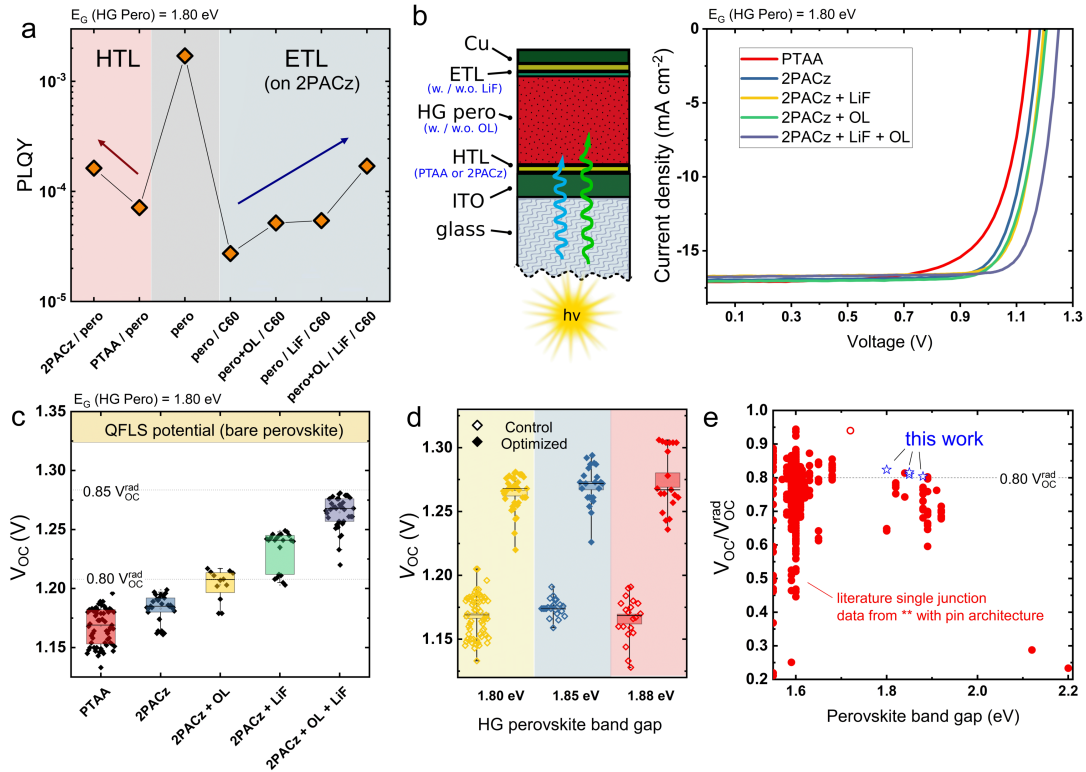 a
E_G (HG Pero) = 1.80 eV
HTL
ETL
(on 2PACz)
PLQY
10^-3
10^-4
10^-5
2PACz / pero
PTAA / pero
pero
pero / C60
pero+OL / C60
pero / LiF / C60
pero+OL / LiF / C60
b
Cu
ETL
(w. / w.o. LiF)
HG pero
(w. / w.o. OL)
HTL
(PTAA or 2PACz)
ITO
glass
hν
E_G (HG Pero) = 1.80 eV
PTAA
2PACz
2PACz + LiF
2PACz + OL
2PACz + LiF + OL
Current density (mA cm^-2)
0
-5
-10
-15
0.1 0.3 0.5 0.7 0.9 1.1 1.3
Voltage (V)
c
E_G (HG Pero) = 1.80 eV
QFLS potential (bare perovskite)
0.85 V_OC^rad
0.80 V_OC^rad
V_OC (V)
1.35
1.30
1.25
1.20
1.15
PTAA
2PACz
2PACz + OL
2PACz + LiF
2PACz + OL + LiF
d
Control
Optimized
V_OC (V)
1.30
1.25
1.20
1.15
1.80 eV 1.85 eV 1.88 eV
HG perovskite band gap
e
this work
0.80 V_OC^rad
literature single junction
data from ** with pin architecture
V_OC/V_OC^rad
1.0
0.9
0.8
0.7
0.6
0.5
0.4
0.3
0.2
1.6 1.8 2.0 2.2
Perovskite band gap (eV)